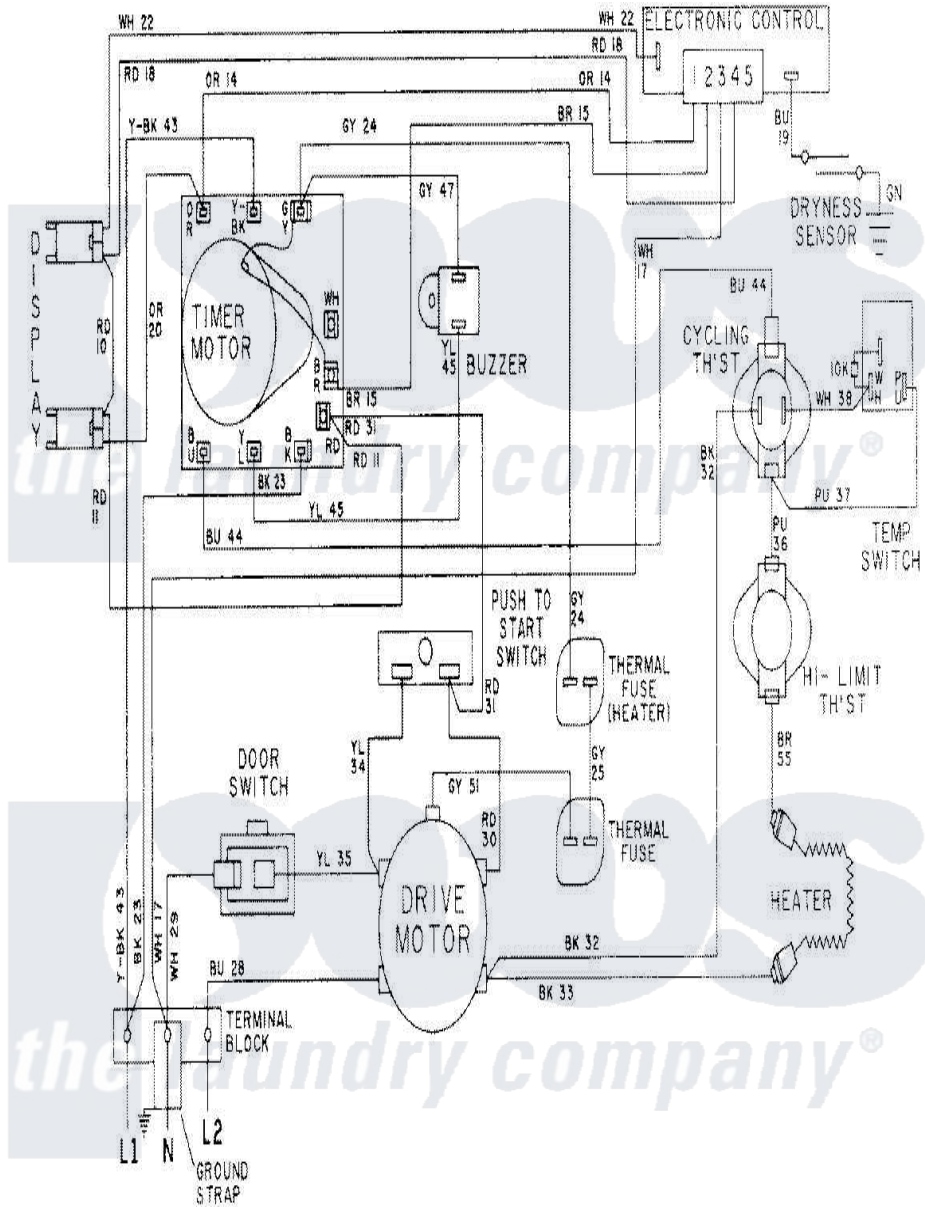 WH 22
WH 22
ELECTRONIC CONTROL
RD 18
RD 18
OR 14
OR 14
1 2 3 4 5
BR 15
Y-BK 43
GY 24
BU
19
GY 47
GN
DRYNESS
SENSOR
O
R
Y-
BK
G
Y
DISPLAY
WH
17
BU 44
WH
TIMER
MOTOR
OR
20
RD
10
CYCLING
TH'ST
YL
45
BUZZER
10K
W
H
P
U
B
R
BR 15
WH 38
RD 31
RD
RD 11
B
U
Y
L
B
K
BK
32
the laundry company®
BK 23
RD
11
YL 45
PU 37
BU 44
PU
36
TEMP
SWITCH
PUSH TO
START
SWITCH
GY
24
THERMAL
FUSE
(HEATER)
HI-LIMIT
TH'ST
RD
31
YL
34
GY
25
BR
55
DOOR
SWITCH
GY 51
RD
30
THERMAL
FUSE
YL 35
DRIVE
MOTOR
HEATER
Y-BK 43
BK 23
WH 17
WH 29
BK 32
BU 28
BK 33
TERMINAL
BLOCK
the laundry company®
L1
N
L2
GROUND
STRAP